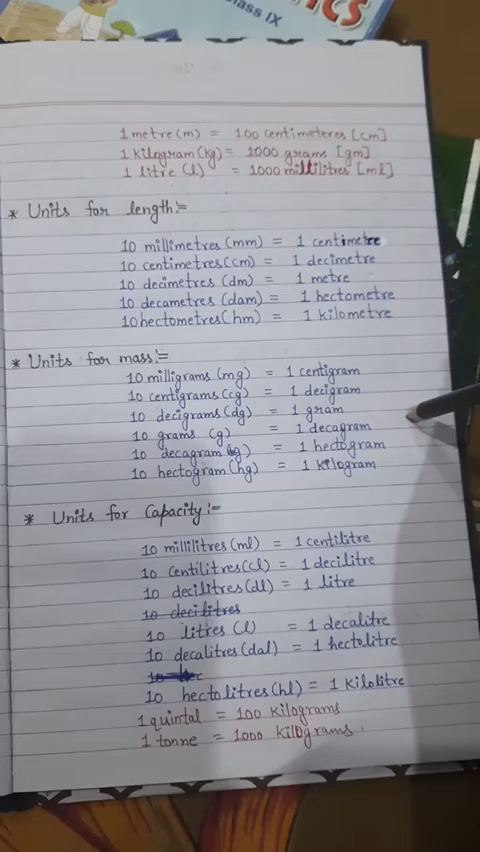 Class IX
1 metre (m) = 100 centimeteres [cm]
1 kilogram (kg) = 1000 grams [gm]
1 litre (l) = 1000 millilitres [ml]
* Units for length:=
10 millimetres (mm) = 1 centimetre
10 centimetres (cm) = 1 decimetre
10 decimetres (dm) = 1 metre
10 decametres (dam) = 1 hectometre
10 hectometres (hm) = 1 kilometre
* Units for mass:=
10 milligrams (mg) = 1 centigram
10 centigrams (cg) = 1 decigram
10 decigrams (dg) = 1 gram
10 grams (g) = 1 decagram
10 decagram = 1 hectogram
10 hectogram (hg) = 1 kilogram
* Units for Capacity:-
10 millilitres (ml) = 1 centilitre
10 centilitres (cl) = 1 decilitre
10 decilitres (dl) = 1 litre
10 decilitres
10 litres (l) = 1 decalitre
10 decalitres (dal) = 1 hectolitre
10 hectolitres (hl) = 1 kilolitre
1 quintal = 100 kilograms
1 tonne = 1000 kilograms.